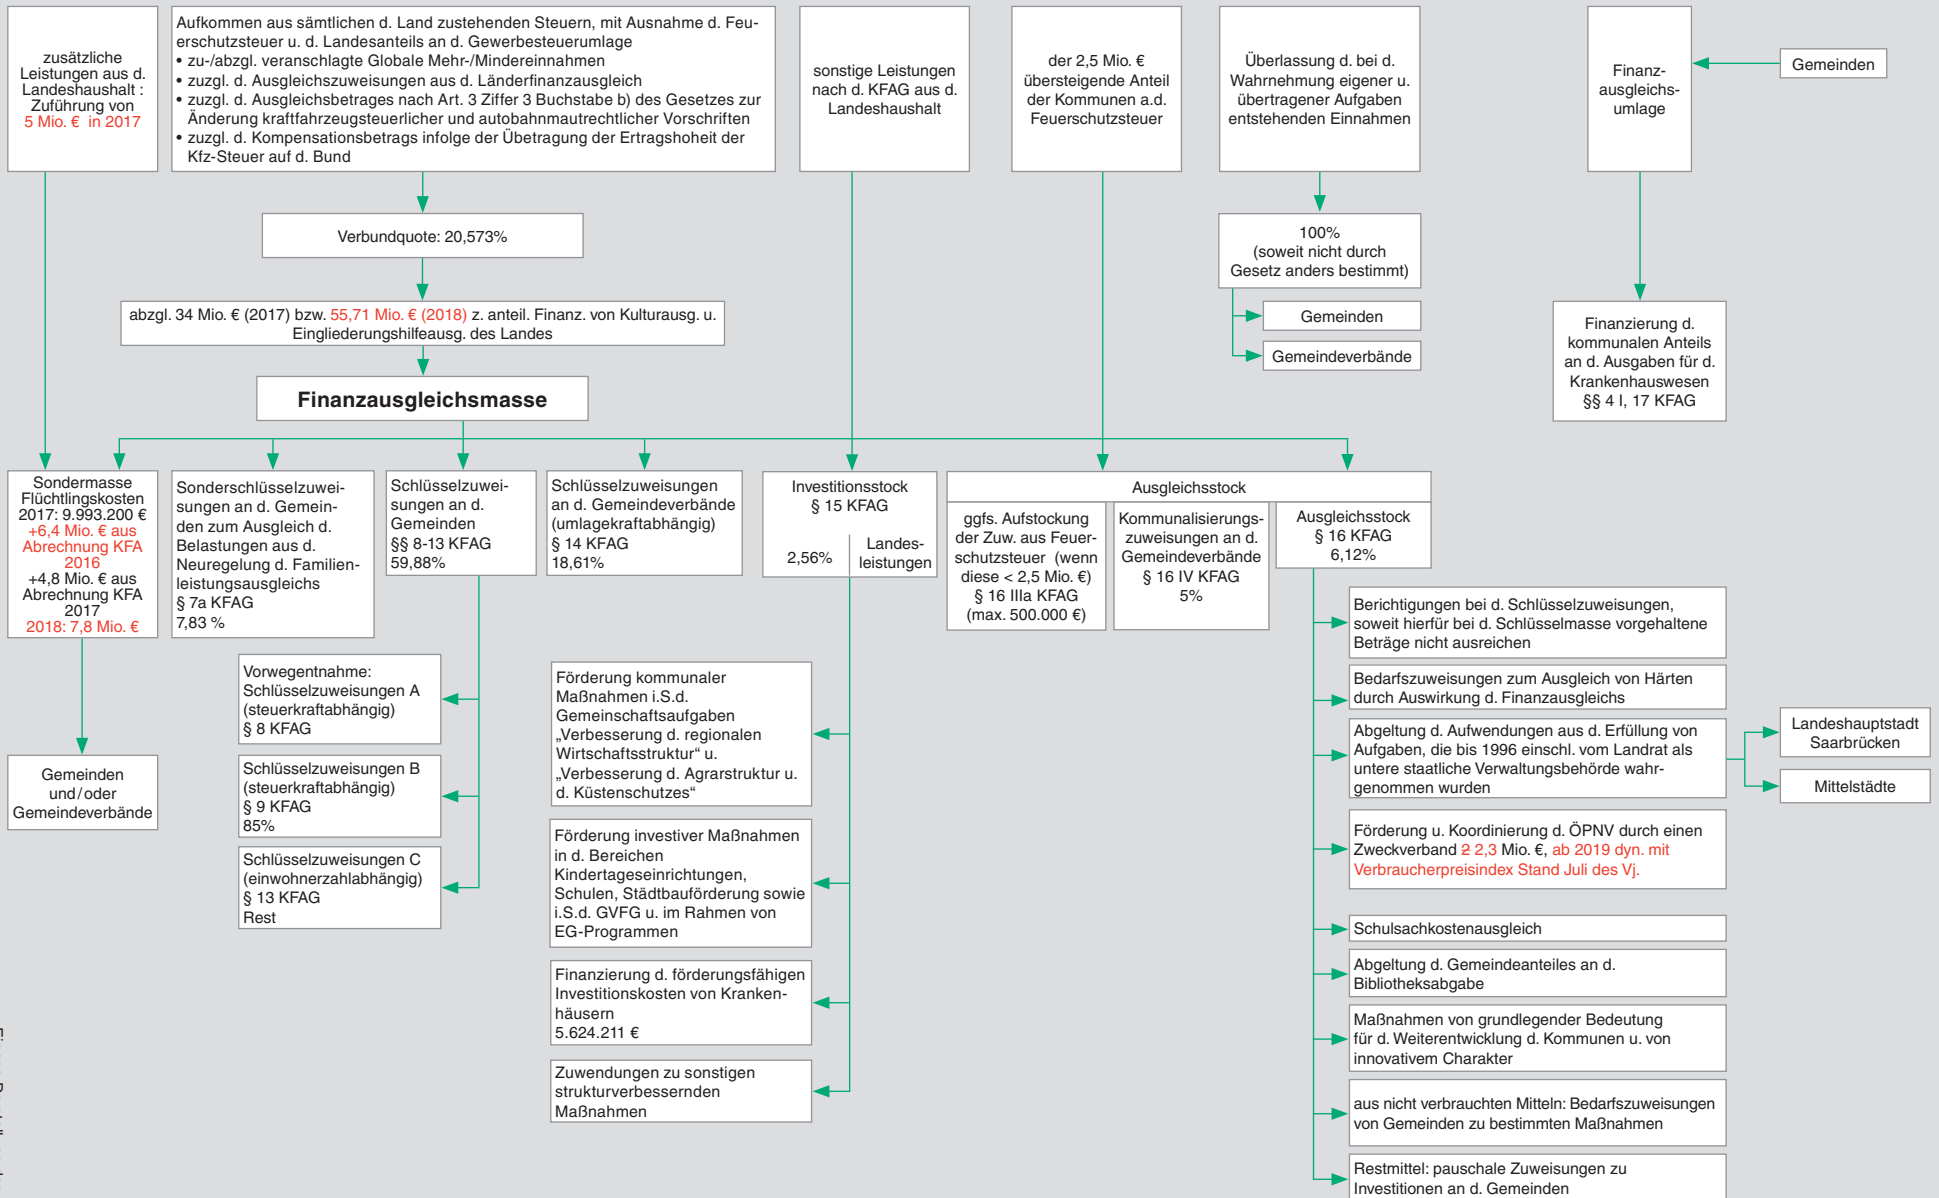 zusätzliche
Leistungen aus d.
Landeshaushalt :
Zuführung von
5 Mio. € in 2017
Aufkommen aus sämtlichen d. Land zustehenden Steuern, mit Ausnahme d. Feu-
erschutzsteuer u. d. Landesanteils an d. Gewerbesteuerumlage
• zu-/abzgl. veranschlagte Globale Mehr-/Mindereinnahmen
• zuzgl. d. Ausgleichszuweisungen aus d. Länderfinanzausgleich
• zuzgl. d. Ausgleichsbetrages nach Art. 3 Ziffer 3 Buchstabe b) des Gesetzes zur
Änderung kraftfahrzeugsteuerlicher und autobahnmautrechtlicher Vorschriften
• zuzgl. d. Kompensationsbetrags infolge der Übetragung der Ertragshoheit der
Kfz-Steuer auf d. Bund
sonstige Leistungen
nach d. KFAG aus d.
Landeshaushalt
der 2,5 Mio. €
übersteigende Anteil
der Kommunen a.d.
Feuerschutzsteuer
Überlassung d. bei d.
Wahrnehmung eigener u.
übertragener Aufgaben
entstehenden Einnahmen
Finanz-
ausgleichs-
umlage
Gemeinden
Verbundquote: 20,573%
100%
(soweit nicht durch
Gesetz anders bestimmt)
Gemeinden
Gemeindeverbände
abzgl. 34 Mio. € (2017) bzw. 55,71 Mio. € (2018) z. anteil. Finanz. von Kulturausg. u.
Eingliederungshilfeausg. des Landes
Finanzierung d.
kommunalen Anteils
an d. Ausgaben für d.
Krankenhauswesen
§§ 4 I, 17 KFAG
Finanzausgleichsmasse
Sondermasse
Flüchtlingskosten
2017: 9.993.200 €
+6,4 Mio. € aus
Abrechnung KFA
2016
+4,8 Mio. € aus
Abrechnung KFA
2017
2018: 7,8 Mio. €
Sonderschlüsselzuwei-
sungen an d. Gemein-
den zum Ausgleich d.
Belastungen aus d.
Neuregelung d. Familien-
leistungsausgleichs
§ 7a KFAG
7,83 %
Schlüsselzuwei-
sungen an d.
Gemeinden
§§ 8-13 KFAG
59,88%
Schlüsselzuweisungen
an d. Gemeindeverbände
(umlagekraftabhängig)
§ 14 KFAG
18,61%
Investitionsstock
§ 15 KFAG
2,56%
Landes-
leistungen
Ausgleichsstock
ggfs. Aufstockung
der Zuw. aus Feuer-
schutzsteuer (wenn
diese < 2,5 Mio. €)
§ 16 IIIa KFAG
(max. 500.000 €)
Kommunalisierungs-
zuweisungen an d.
Gemeindeverbände
§ 16 IV KFAG
5%
Ausgleichsstock
§ 16 KFAG
6,12%
Gemeinden
und/oder
Gemeindeverbände
Vorwegentnahme:
Schlüsselzuweisungen A
(steuerkraftabhängig)
§ 8 KFAG
Schlüsselzuweisungen B
(steuerkraftabhängig)
§ 9 KFAG
85%
Schlüsselzuweisungen C
(einwohnerzahlabhängig)
§ 13 KFAG
Rest
Förderung kommunaler
Maßnahmen i.S.d.
Gemeinschaftsaufgaben
„Verbesserung d. regionalen
Wirtschaftsstruktur“ u.
„Verbesserung d. Agrarstruktur u.
d. Küstenschutzes“
Förderung investiver Maßnahmen
in d. Bereichen
Kindertageseinrichtungen,
Schulen, Städtbauförderung sowie
i.S.d. GVFG u. im Rahmen von
EG-Programmen
Finanzierung d. förderungsfähigen
Investitionskosten von Kranken-
häusern
5.624.211 €
Zuwendungen zu sonstigen
strukturverbessernden
Maßnahmen
Berichtigungen bei d. Schlüsselzuweisungen,
soweit hierfür bei d. Schlüsselmasse vorgehaltene
Beträge nicht ausreichen
Bedarfszuweisungen zum Ausgleich von Härten
durch Auswirkung d. Finanzausgleichs
Abgeltung d. Aufwendungen aus d. Erfüllung von
Aufgaben, die bis 1996 einschl. vom Landrat als
untere staatliche Verwaltungsbehörde wahr-
genommen wurden
Landeshauptstadt
Saarbrücken
Mittelstädte
Förderung u. Koordinierung d. ÖPNV durch einen
Zweckverband 2 2,3 Mio. €, ab 2019 dyn. mit
Verbraucherpreisindex Stand Juli des Vj.
Schulsachkostenausgleich
Abgeltung d. Gemeindeanteiles an d.
Bibliotheksabgabe
Maßnahmen von grundlegender Bedeutung
für d. Weiterentwicklung d. Kommunen u. von
innovativem Charakter
aus nicht verbrauchten Mitteln: Bedarfszuweisungen
von Gemeinden zu bestimmten Maßnahmen
Restmittel: pauschale Zuweisungen zu
Investitionen an d. Gemeinden